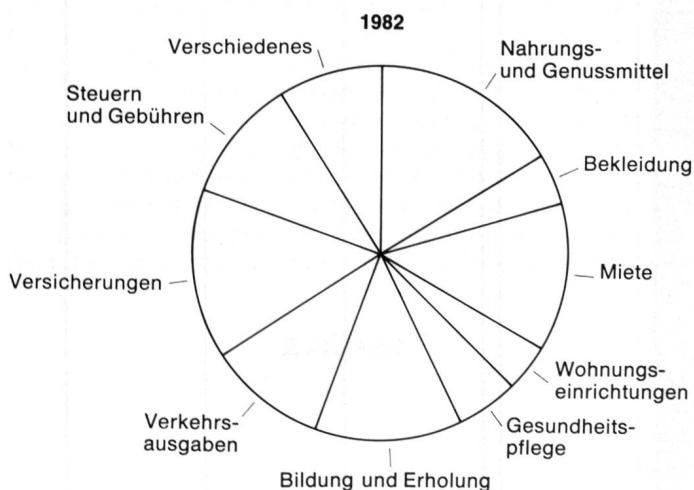 1982
Nahrungs-
und Genussmittel
Bekleidung
Miete
Wohnungs-
einrichtungen
Gesundheits-
pflege
Bildung und Erholung
Verkehrs-
ausgaben
Versicherungen
Steuern
und Gebühren
Verschiedenes